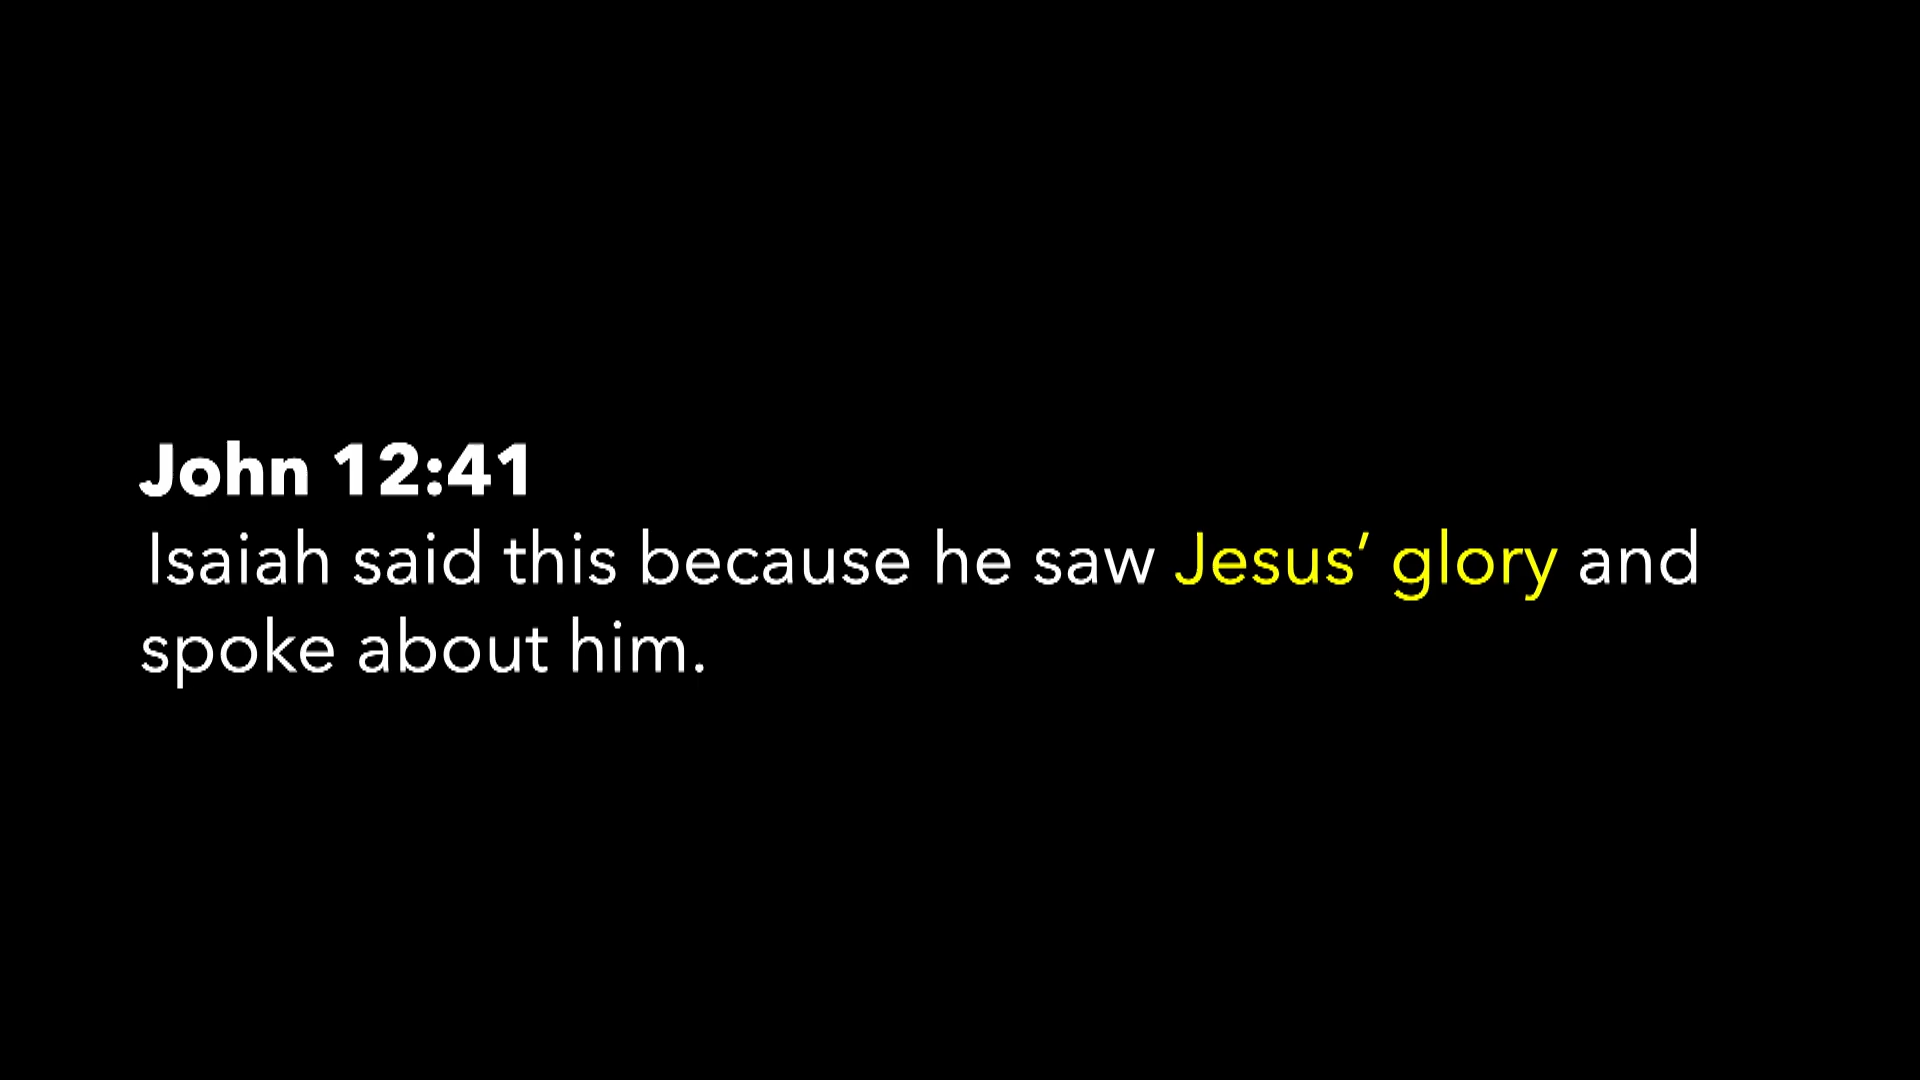 John 12:41
Isaiah said this because he saw Jesus’ glory and
spoke about him.